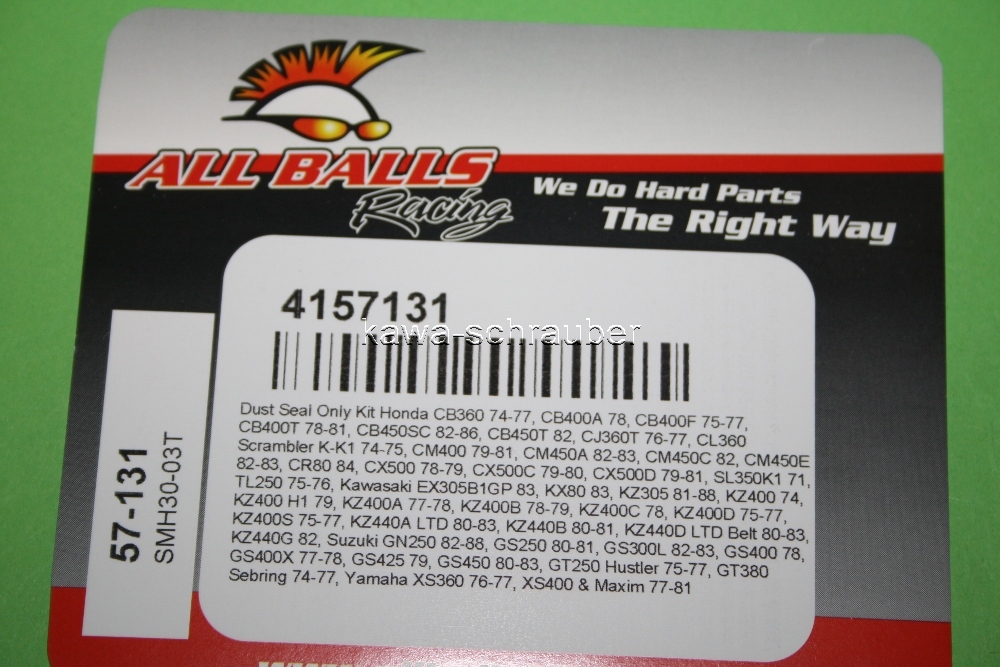 ALL BALLS
Racing
We Do Hard Parts
The Right Way
4157131
kawa-schrauber
Dust Seal Only Kit Honda CB360 74-77, CB400A 78, CB400F 75-77,
CB400T 78-81, CB450SC 82-86, CB450T 82, CJ360T 76-77, CL360
Scrambler K-K1 74-75, CM400 79-81, CM450A 82-83, CM450C 82, CM450E
82-83, CR80 84, CX500 78-79, CX500C 79-80, CX500D 79-81, SL350K1 71,
TL250 75-76, Kawasaki EX305B1GP 83, KX80 83, KZ305 81-88, KZ400 74,
KZ400 H1 79, KZ400A 77-78, KZ400B 78-79, KZ400C 78, KZ400D 75-77,
KZ400S 75-77, KZ440A LTD 80-83, KZ440B 80-81, KZ440D LTD Belt 80-83,
KZ440G 82, Suzuki GN250 82-88, GS250 80-81, GS300L 82-83, GS400 78,
GS400X 77-78, GS425 79, GS450 80-83, GT250 Hustler 75-77, GT380
Sebring 74-77, Yamaha XS360 76-77, XS400 & Maxim 77-81
57-131
SMH30-03T